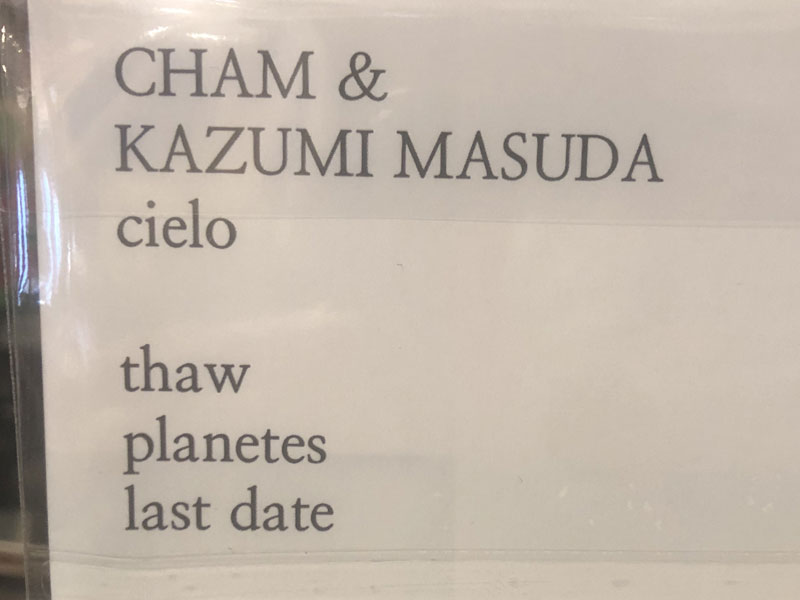 CHAM &
KAZUMI MASUDA
cielo
thaw
planetes
last date